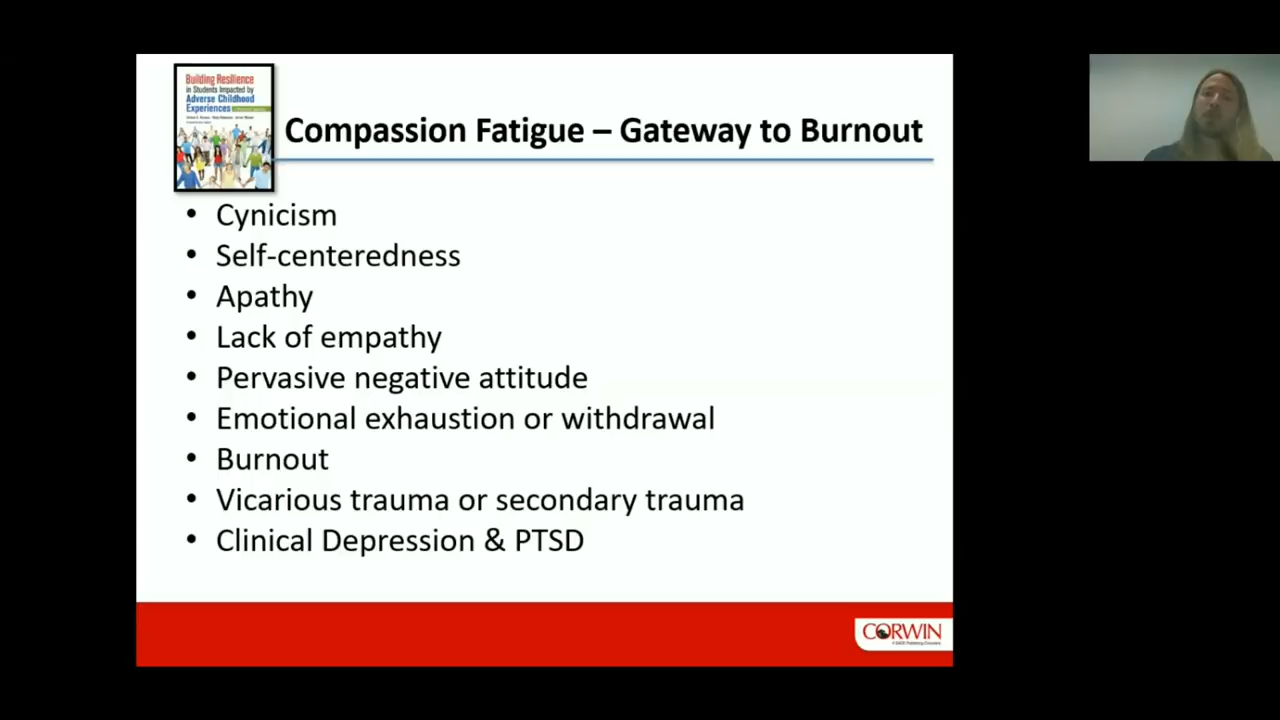 Building Resilience
in Students Impacted by
Adverse Childhood
Experiences
Compassion Fatigue – Gateway to Burnout
• Cynicism
• Self-centeredness
• Apathy
• Lack of empathy
• Pervasive negative attitude
• Emotional exhaustion or withdrawal
• Burnout
• Vicarious trauma or secondary trauma
• Clinical Depression & PTSD
CORWIN